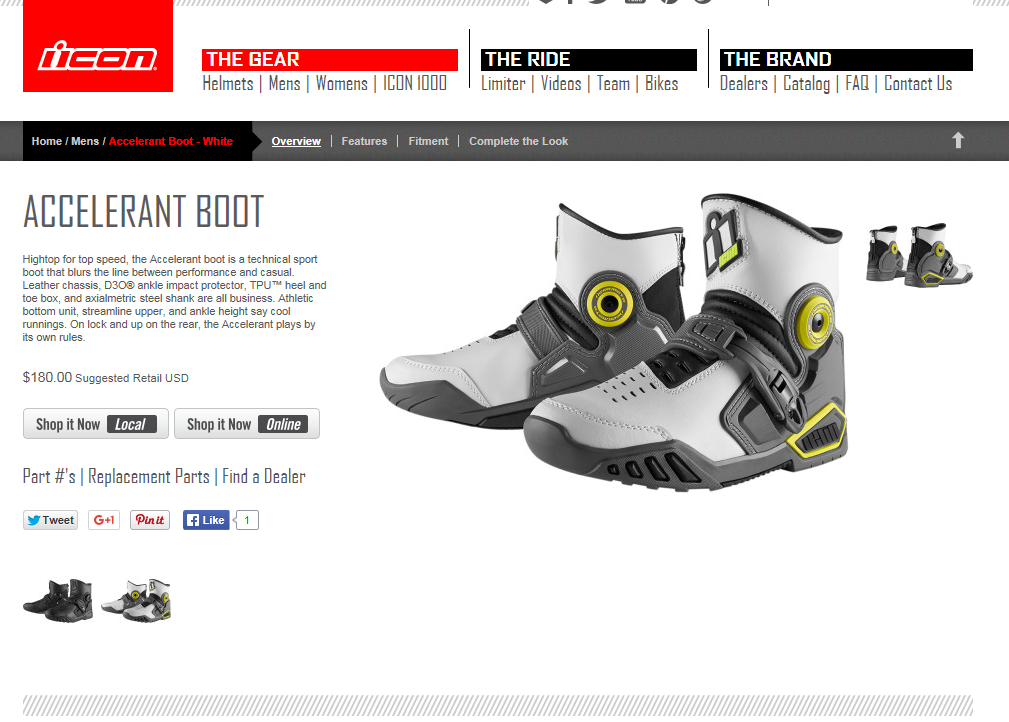 icon
THE GEAR
Helmets | Mens | Womens | ICON 1000
THE RIDE
Limiter | Videos | Team | Bikes
THE BRAND
Dealers | Catalog | FAQ | Contact Us
Home / Mens / Accelerant Boot - White
Overview | Features | Fitment | Complete the Look
ACCELERANT BOOT
Hightop for top speed, the Accelerant boot is a technical sport
boot that blurs the line between performance and casual.
Leather chassis, D3O® ankle impact protector, TPU™ heel and
toe box, and axialmetric steel shank are all business. Athletic
bottom unit, streamline upper, and ankle height say cool
runnings. On lock and up on the rear, the Accelerant plays by
its own rules.
$180.00 Suggested Retail USD
Shop it Now Local
Shop it Now Online
Part #'s | Replacement Parts | Find a Dealer
Tweet
G+1
Pin it
Like
1